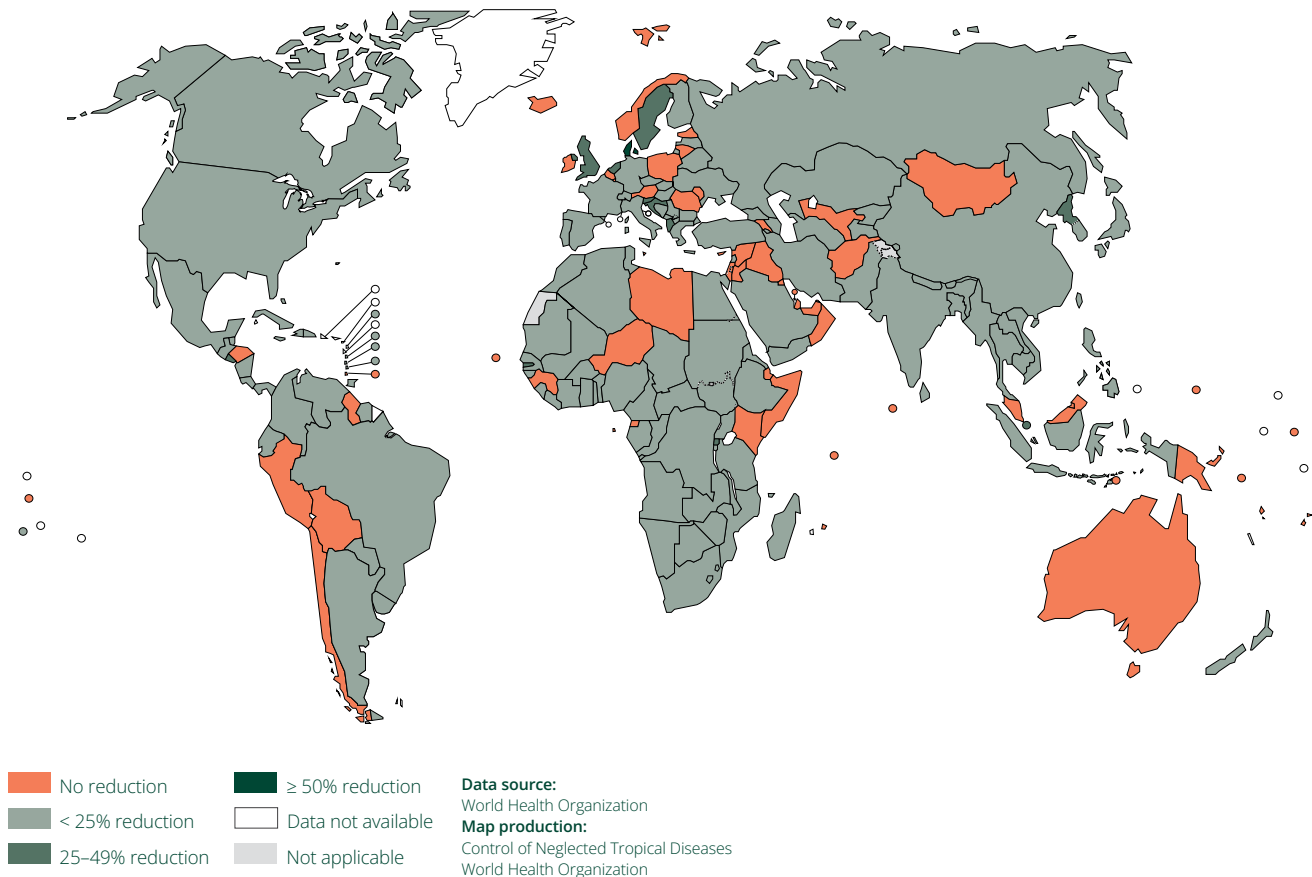 No reduction
< 25% reduction
25–49% reduction
≥ 50% reduction
Data not available
Not applicable
Data source:
World Health Organization
Map production:
Control of Neglected Tropical Diseases
World Health Organization